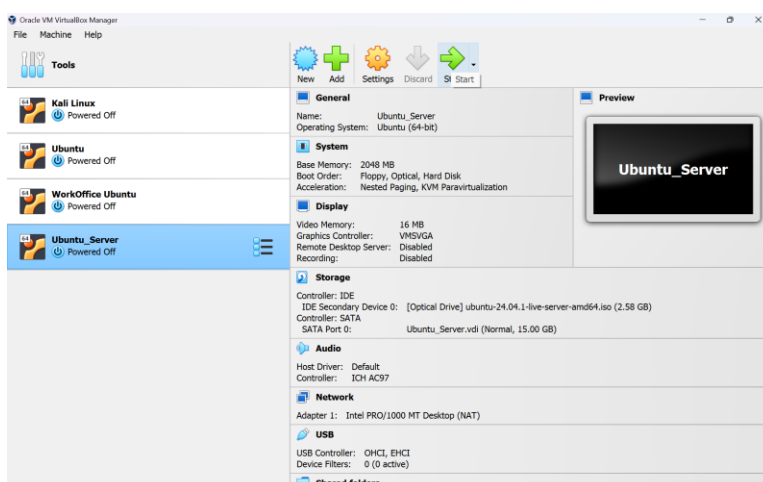 Oracle VM VirtualBox Manager
File Machine Help
Tools
New Add Settings Discard Start
64 Kali Linux
Powered Off
64 Ubuntu
Powered Off
64 WorkOffice Ubuntu
Powered Off
64 Ubuntu_Server
Powered Off
General
Name: Ubuntu_Server
Operating System: Ubuntu (64-bit)
System
Base Memory: 2048 MB
Boot Order: Floppy, Optical, Hard Disk
Acceleration: Nested Paging, KVM Paravirtualization
Display
Video Memory: 16 MB
Graphics Controller: VMSVGA
Remote Desktop Server: Disabled
Recording: Disabled
Storage
Controller: IDE
IDE Secondary Device 0: [Optical Drive] ubuntu-24.04.1-live-server-amd64.iso (2.58 GB)
Controller: SATA
SATA Port 0: Ubuntu_Server.vdi (Normal, 15.00 GB)
Audio
Host Driver: Default
Controller: ICH AC97
Network
Adapter 1: Intel PRO/1000 MT Desktop (NAT)
USB
USB Controller: OHCI, EHCI
Device Filters: 0 (0 active)
Shared folders
Preview
Ubuntu_Server